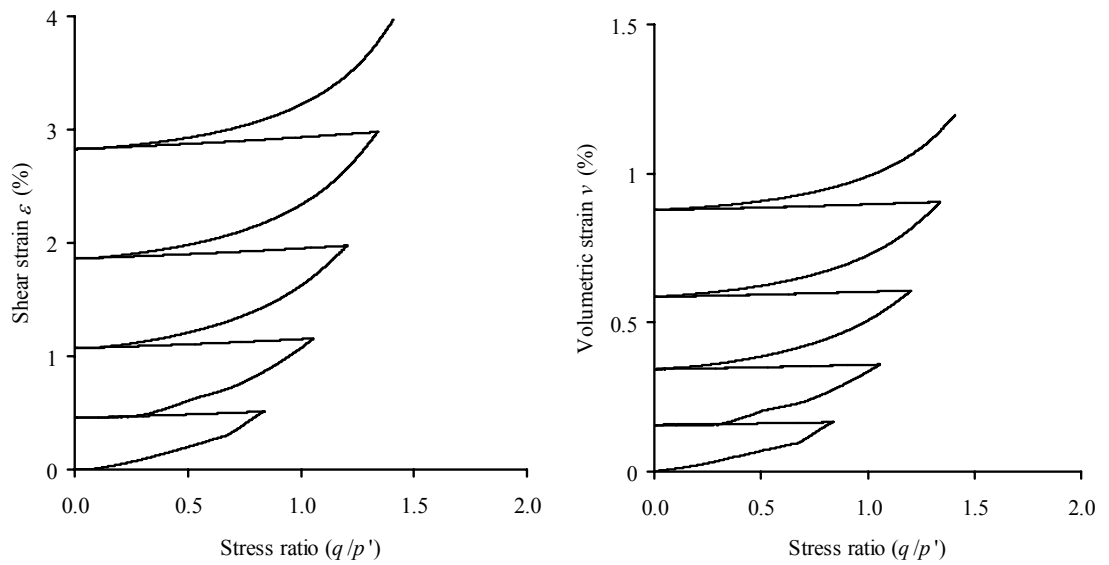 Shear strain ε (%)
4
3
2
1
0
0.0 0.5 1.0 1.5 2.0
Stress ratio (q/p')
Volumetric strain v (%)
1.5
1
0.5
0
0.0 0.5 1.0 1.5 2.0
Stress ratio (q/p')